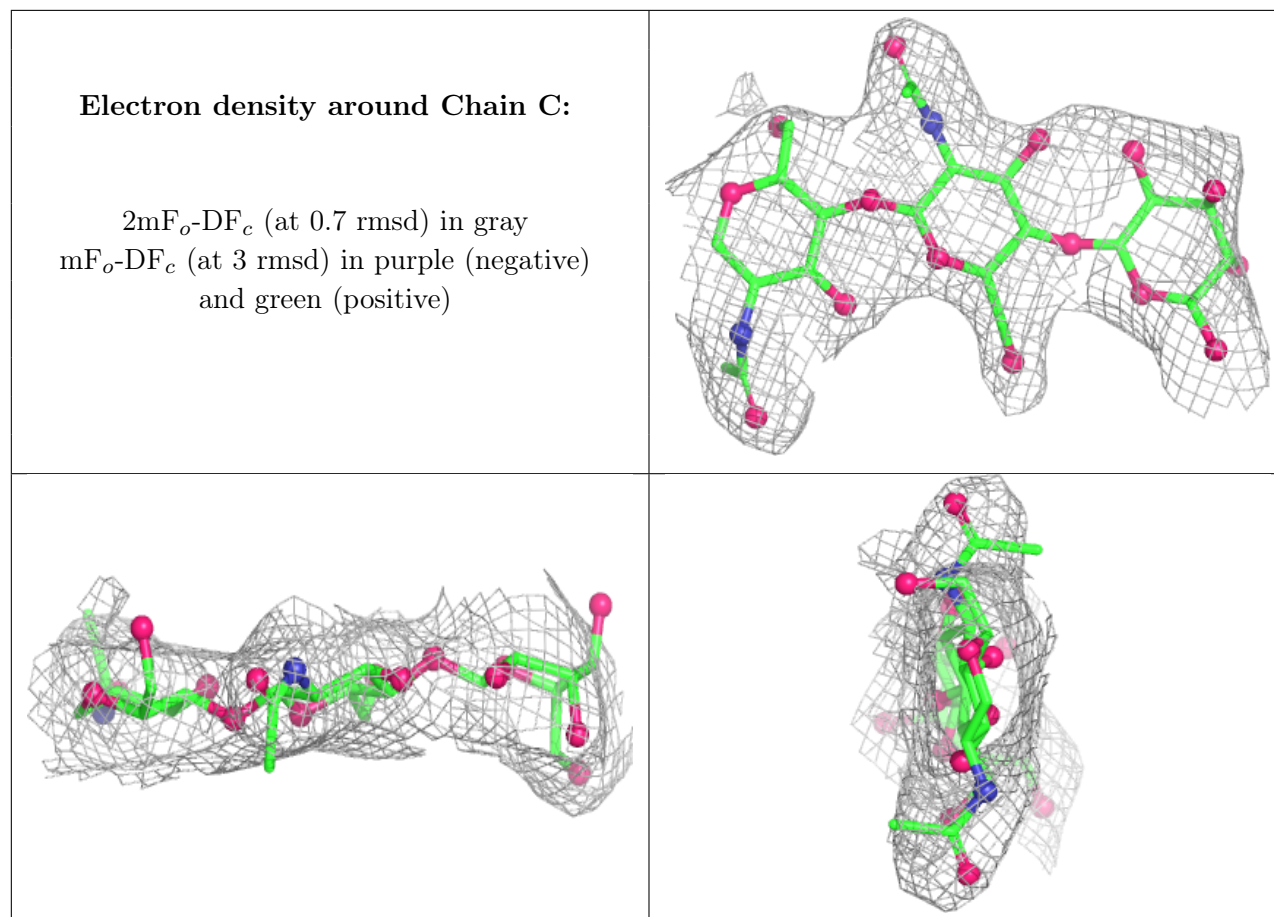 Electron density around Chain C:
2mFₒ-DF𝑐 (at 0.7 rmsd) in gray
mFₒ-DF𝑐 (at 3 rmsd) in purple (negative)
and green (positive)